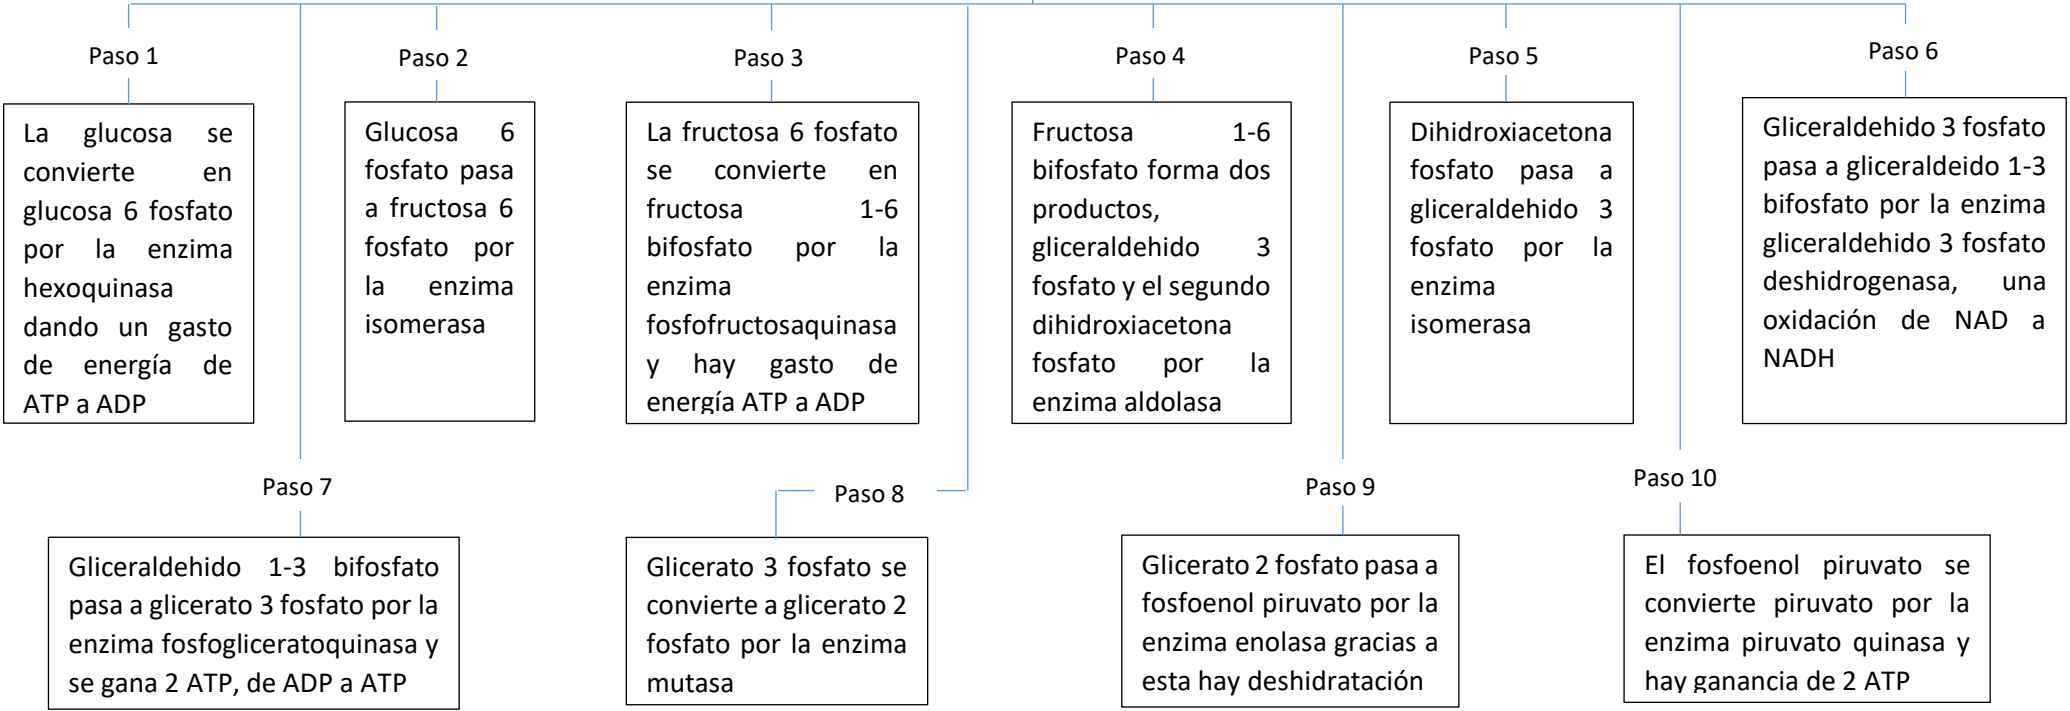 Paso 1
La glucosa se
convierte en
glucosa 6 fosfato
por la enzima
hexoquinasa
dando un gasto
de energía de
ATP a ADP
Paso 2
Glucosa 6
fosfato pasa
a fructosa 6
fosfato por
la enzima
isomerasa
Paso 3
La fructosa 6 fosfato
se convierte en
fructosa 1-6
bifosfato por la
enzima
fosfofructosaquinasa
y hay gasto de
energía ATP a ADP
Paso 4
Fructosa 1-6
bifosfato forma dos
productos,
gliceraldehido 3
fosfato y el segundo
dihidroxiacetona
fosfato por la
enzima aldolasa
Paso 5
Dihidroxiacetona
fosfato pasa a
gliceraldehido 3
fosfato por la
enzima
isomerasa
Paso 6
Gliceraldehido 3 fosfato
pasa a gliceraldeido 1-3
bifosfato por la enzima
gliceraldehido 3 fosfato
deshidrogenasa, una
oxidación de NAD a
NADH
Paso 7
Gliceraldehido 1-3 bifosfato
pasa a glicerato 3 fosfato por la
enzima fosfogliceratoquinasa y
se gana 2 ATP, de ADP a ATP
Paso 8
Glicerato 3 fosfato se
convierte a glicerato 2
fosfato por la enzima
mutasa
Paso 9
Glicerato 2 fosfato pasa a
fosfoenol piruvato por la
enzima enolasa gracias a
esta hay deshidratación
Paso 10
El fosfoenol piruvato se
convierte piruvato por la
enzima piruvato quinasa y
hay ganancia de 2 ATP